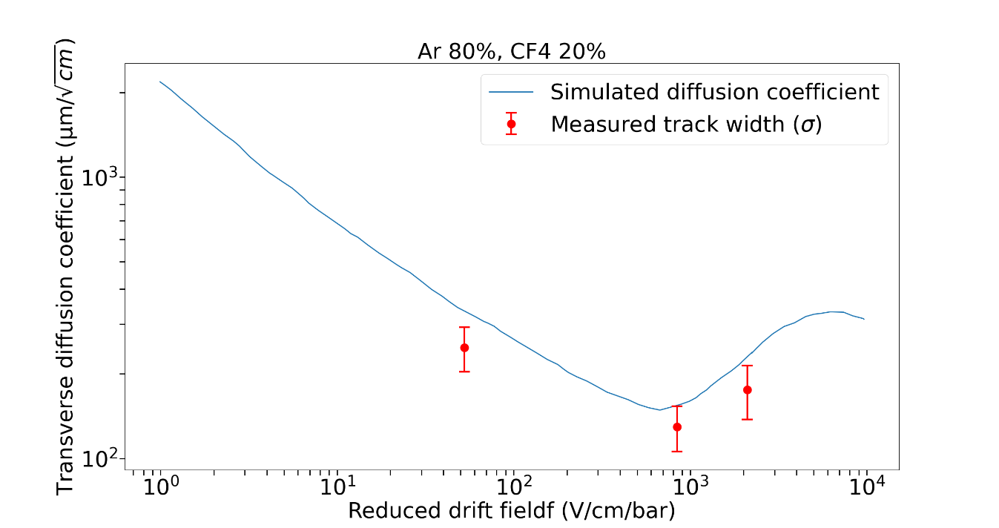 Ar 80%, CF4 20%
Transverse diffusion coefficient (µm/√cm)
Simulated diffusion coefficient
Measured track width (σ)
10³
10²
10⁰ 10¹ 10² 10³ 10⁴
Reduced drift fieldf (V/cm/bar)